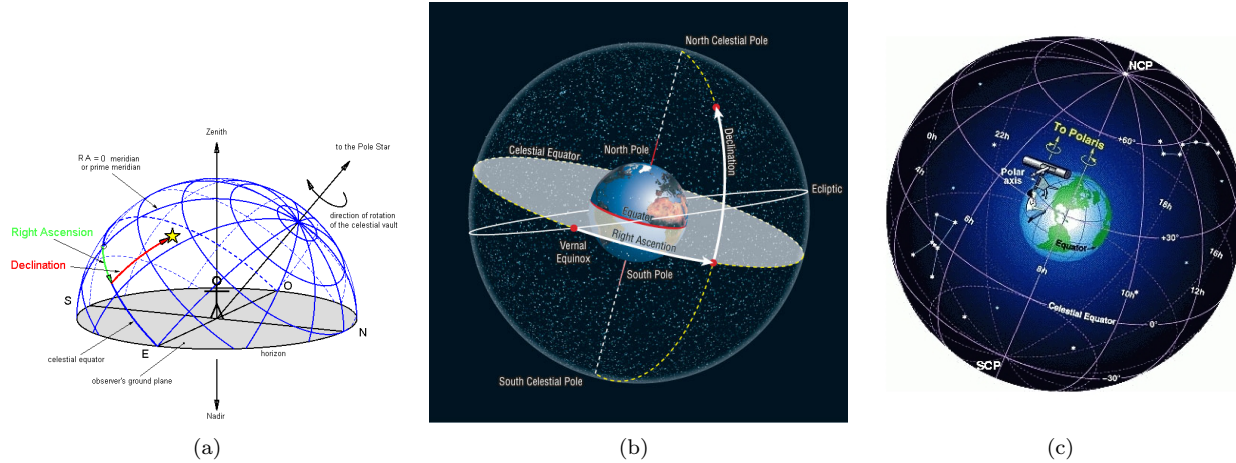 Zenith
to the Pole Star
R A = 0 meridian
or prime meridian
direction of rotation
of the celestial vault
Right Ascension
Declination
S
O
E
N
celestial equator
horizon
observer's ground plane
Nadir
(a)
North Celestial Pole
Declination
North Pole
Celestial Equator
Ecliptic
Equator
Right Ascention
Vernal
Equinox
South Pole
South Celestial Pole
(b)
NCP
0h
22h
To Polaris
+60°
4h
Polar
axis
18h
6h
Equator
+30°
16h
8h
10h
12h
Celestial Equator
0°
SCP
-30°
(c)